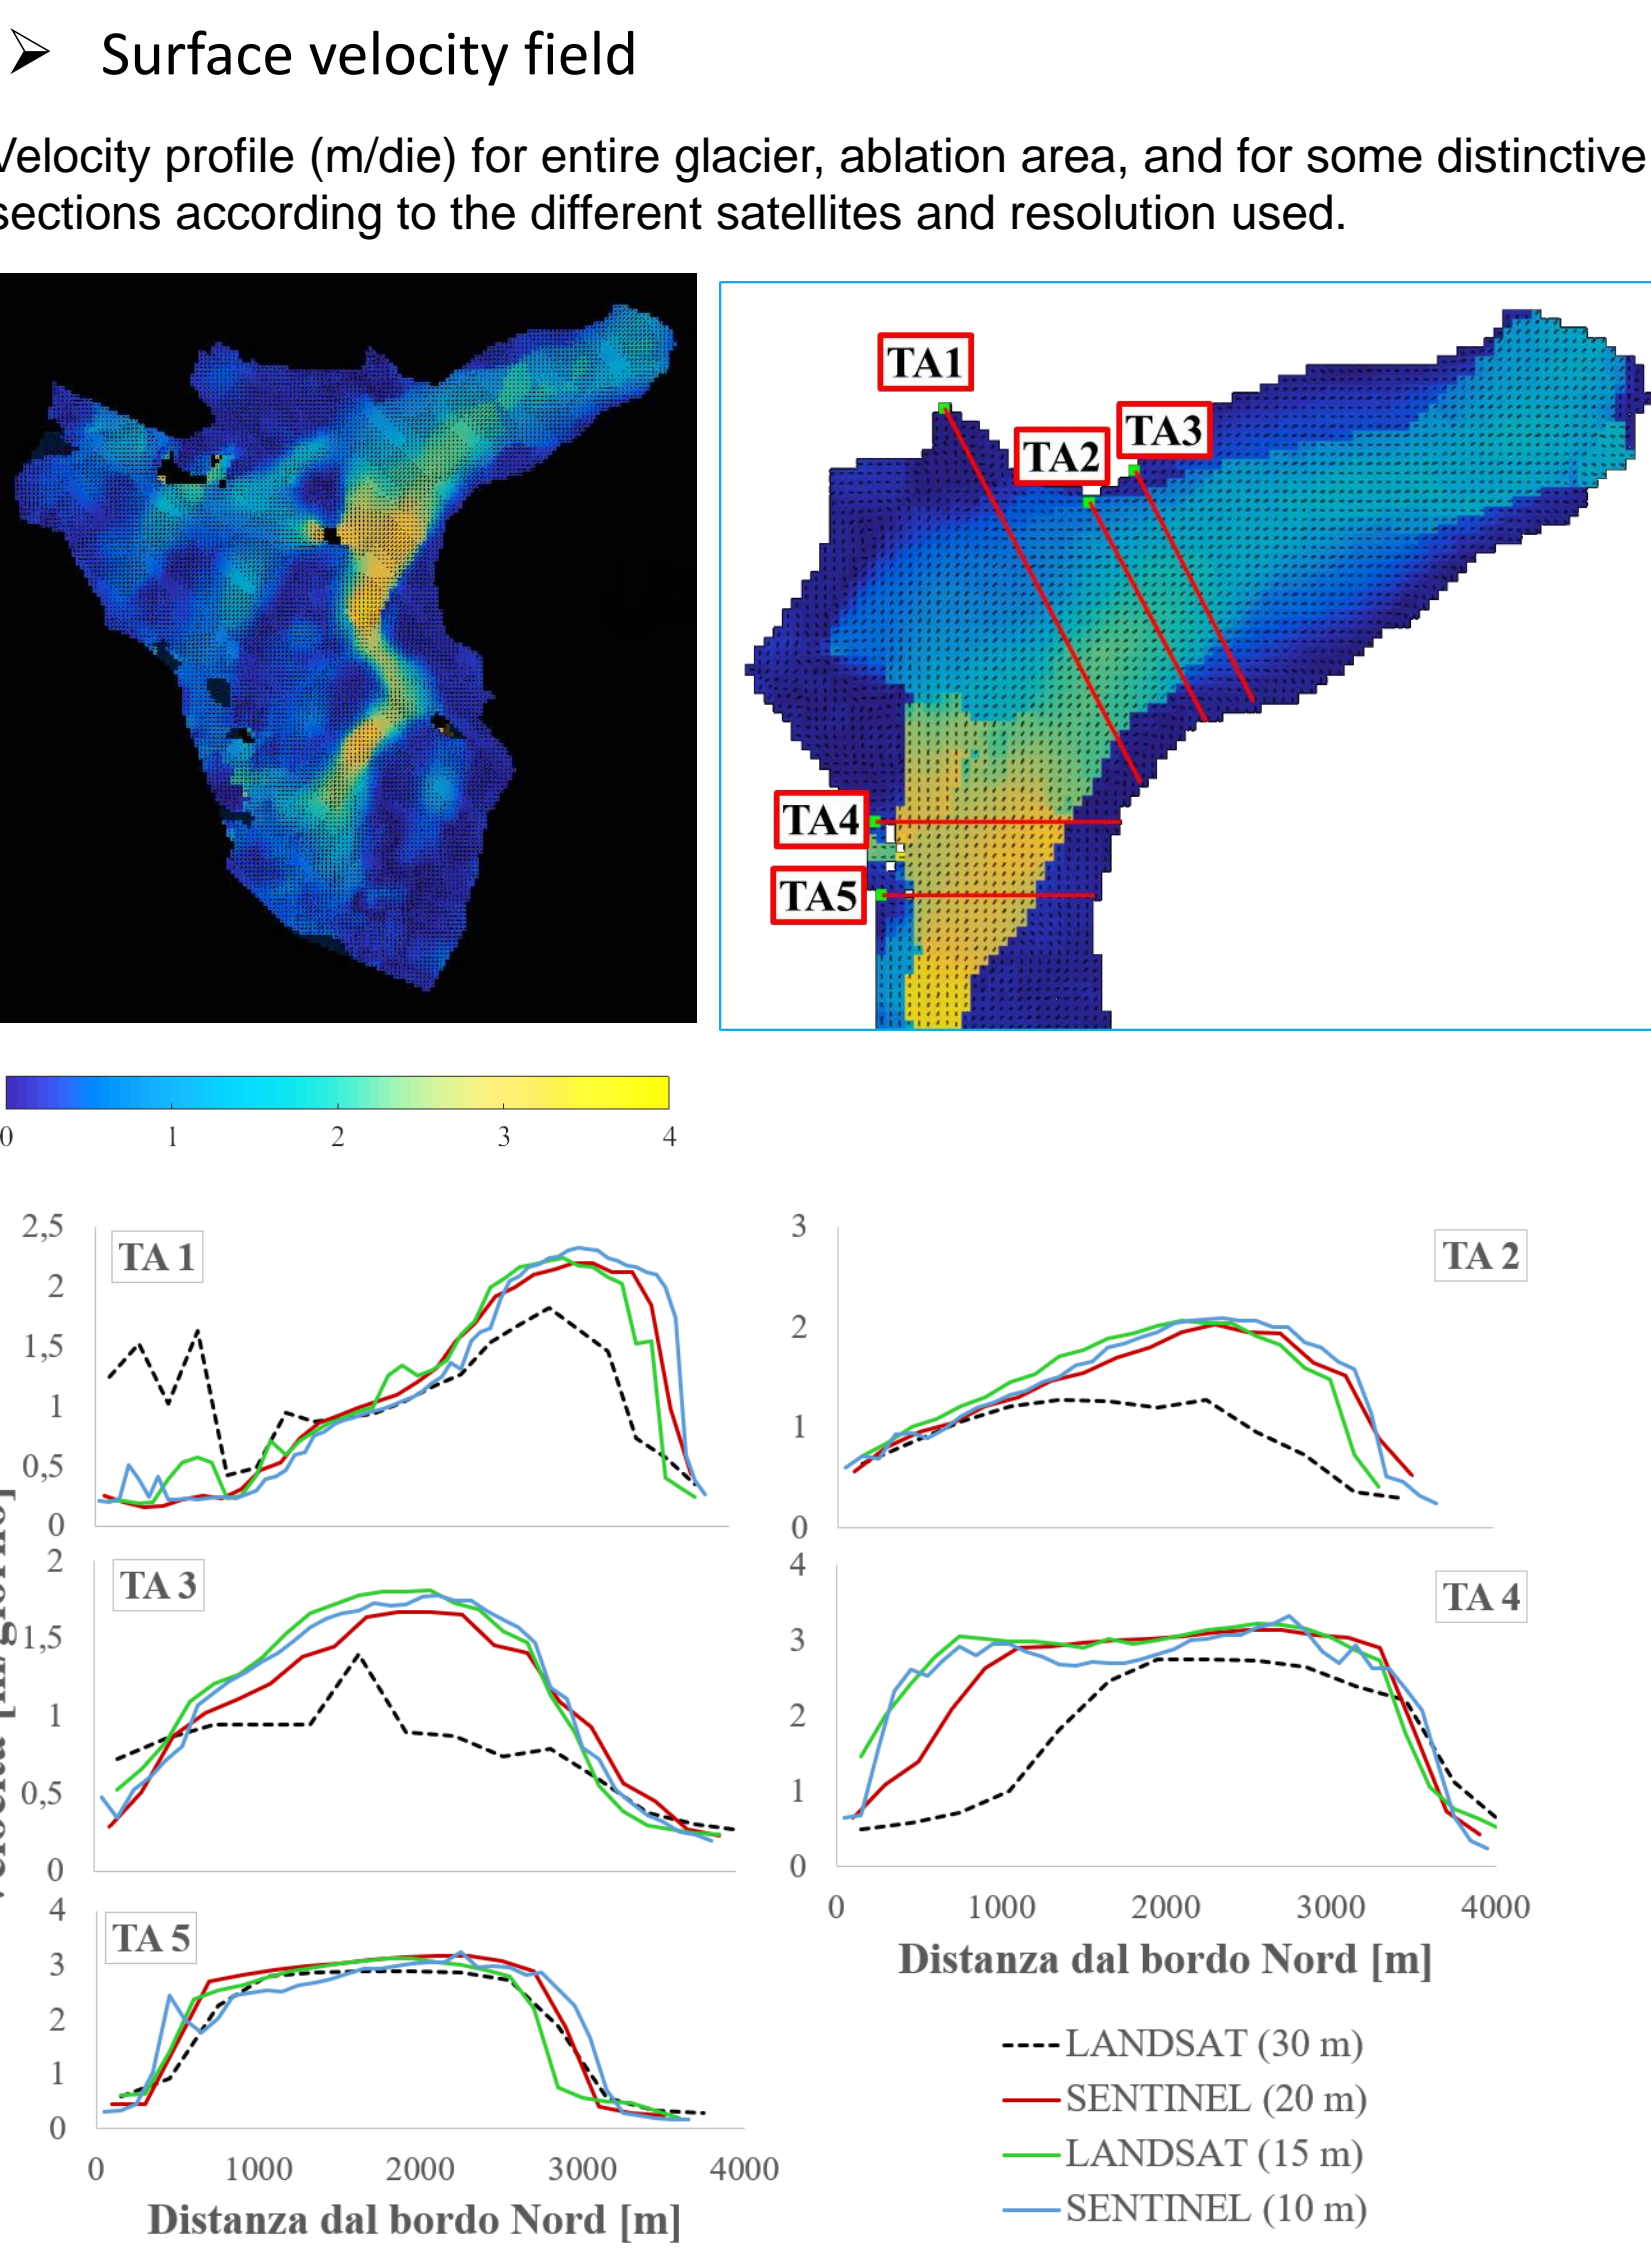 ➢ Surface velocity field
Velocity profile (m/die) for entire glacier, ablation area, and for some distinctive
sections according to the different satellites and resolution used.
TA1
TA2
TA3
TA4
TA5
0 1 2 3 4
TA 1
2,5
2
1,5
1
0,5
0
TA 2
3
2
1
0
TA 3
2
1,5
1
0,5
0
TA 4
4
3
2
1
0
0 1000 2000 3000 4000
Distanza dal bordo Nord [m]
TA 5
4
3
2
1
0
0 1000 2000 3000 4000
Distanza dal bordo Nord [m]
LANDSAT (30 m)
SENTINEL (20 m)
LANDSAT (15 m)
SENTINEL (10 m)